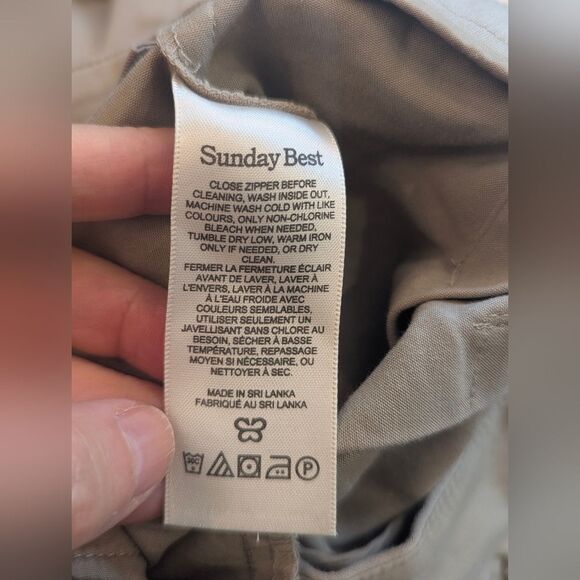 Sunday Best
CLOSE ZIPPER BEFORE
CLEANING, WASH INSIDE OUT,
MACHINE WASH COLD WITH LIKE
COLOURS, ONLY NON-CHLORINE
BLEACH WHEN NEEDED,
TUMBLE DRY LOW, WARM IRON
ONLY IF NEEDED, OR DRY
CLEAN.
FERMER LA FERMETURE ÉCLAIR
AVANT DE LAVER, LAVER À
L'ENVERS, LAVER À LA MACHINE
À L'EAU FROIDE AVEC
COULEURS SEMBLABLES,
UTILISER SEULEMENT UN
JAVELLISANT SANS CHLORE AU
BESOIN, SÉCHER À BASSE
TEMPÉRATURE, REPASSAGE
MOYEN SI NÉCESSAIRE, OU
NETTOYER À SEC.
MADE IN SRI LANKA
FABRIQUÉ AU SRI LANKA
P